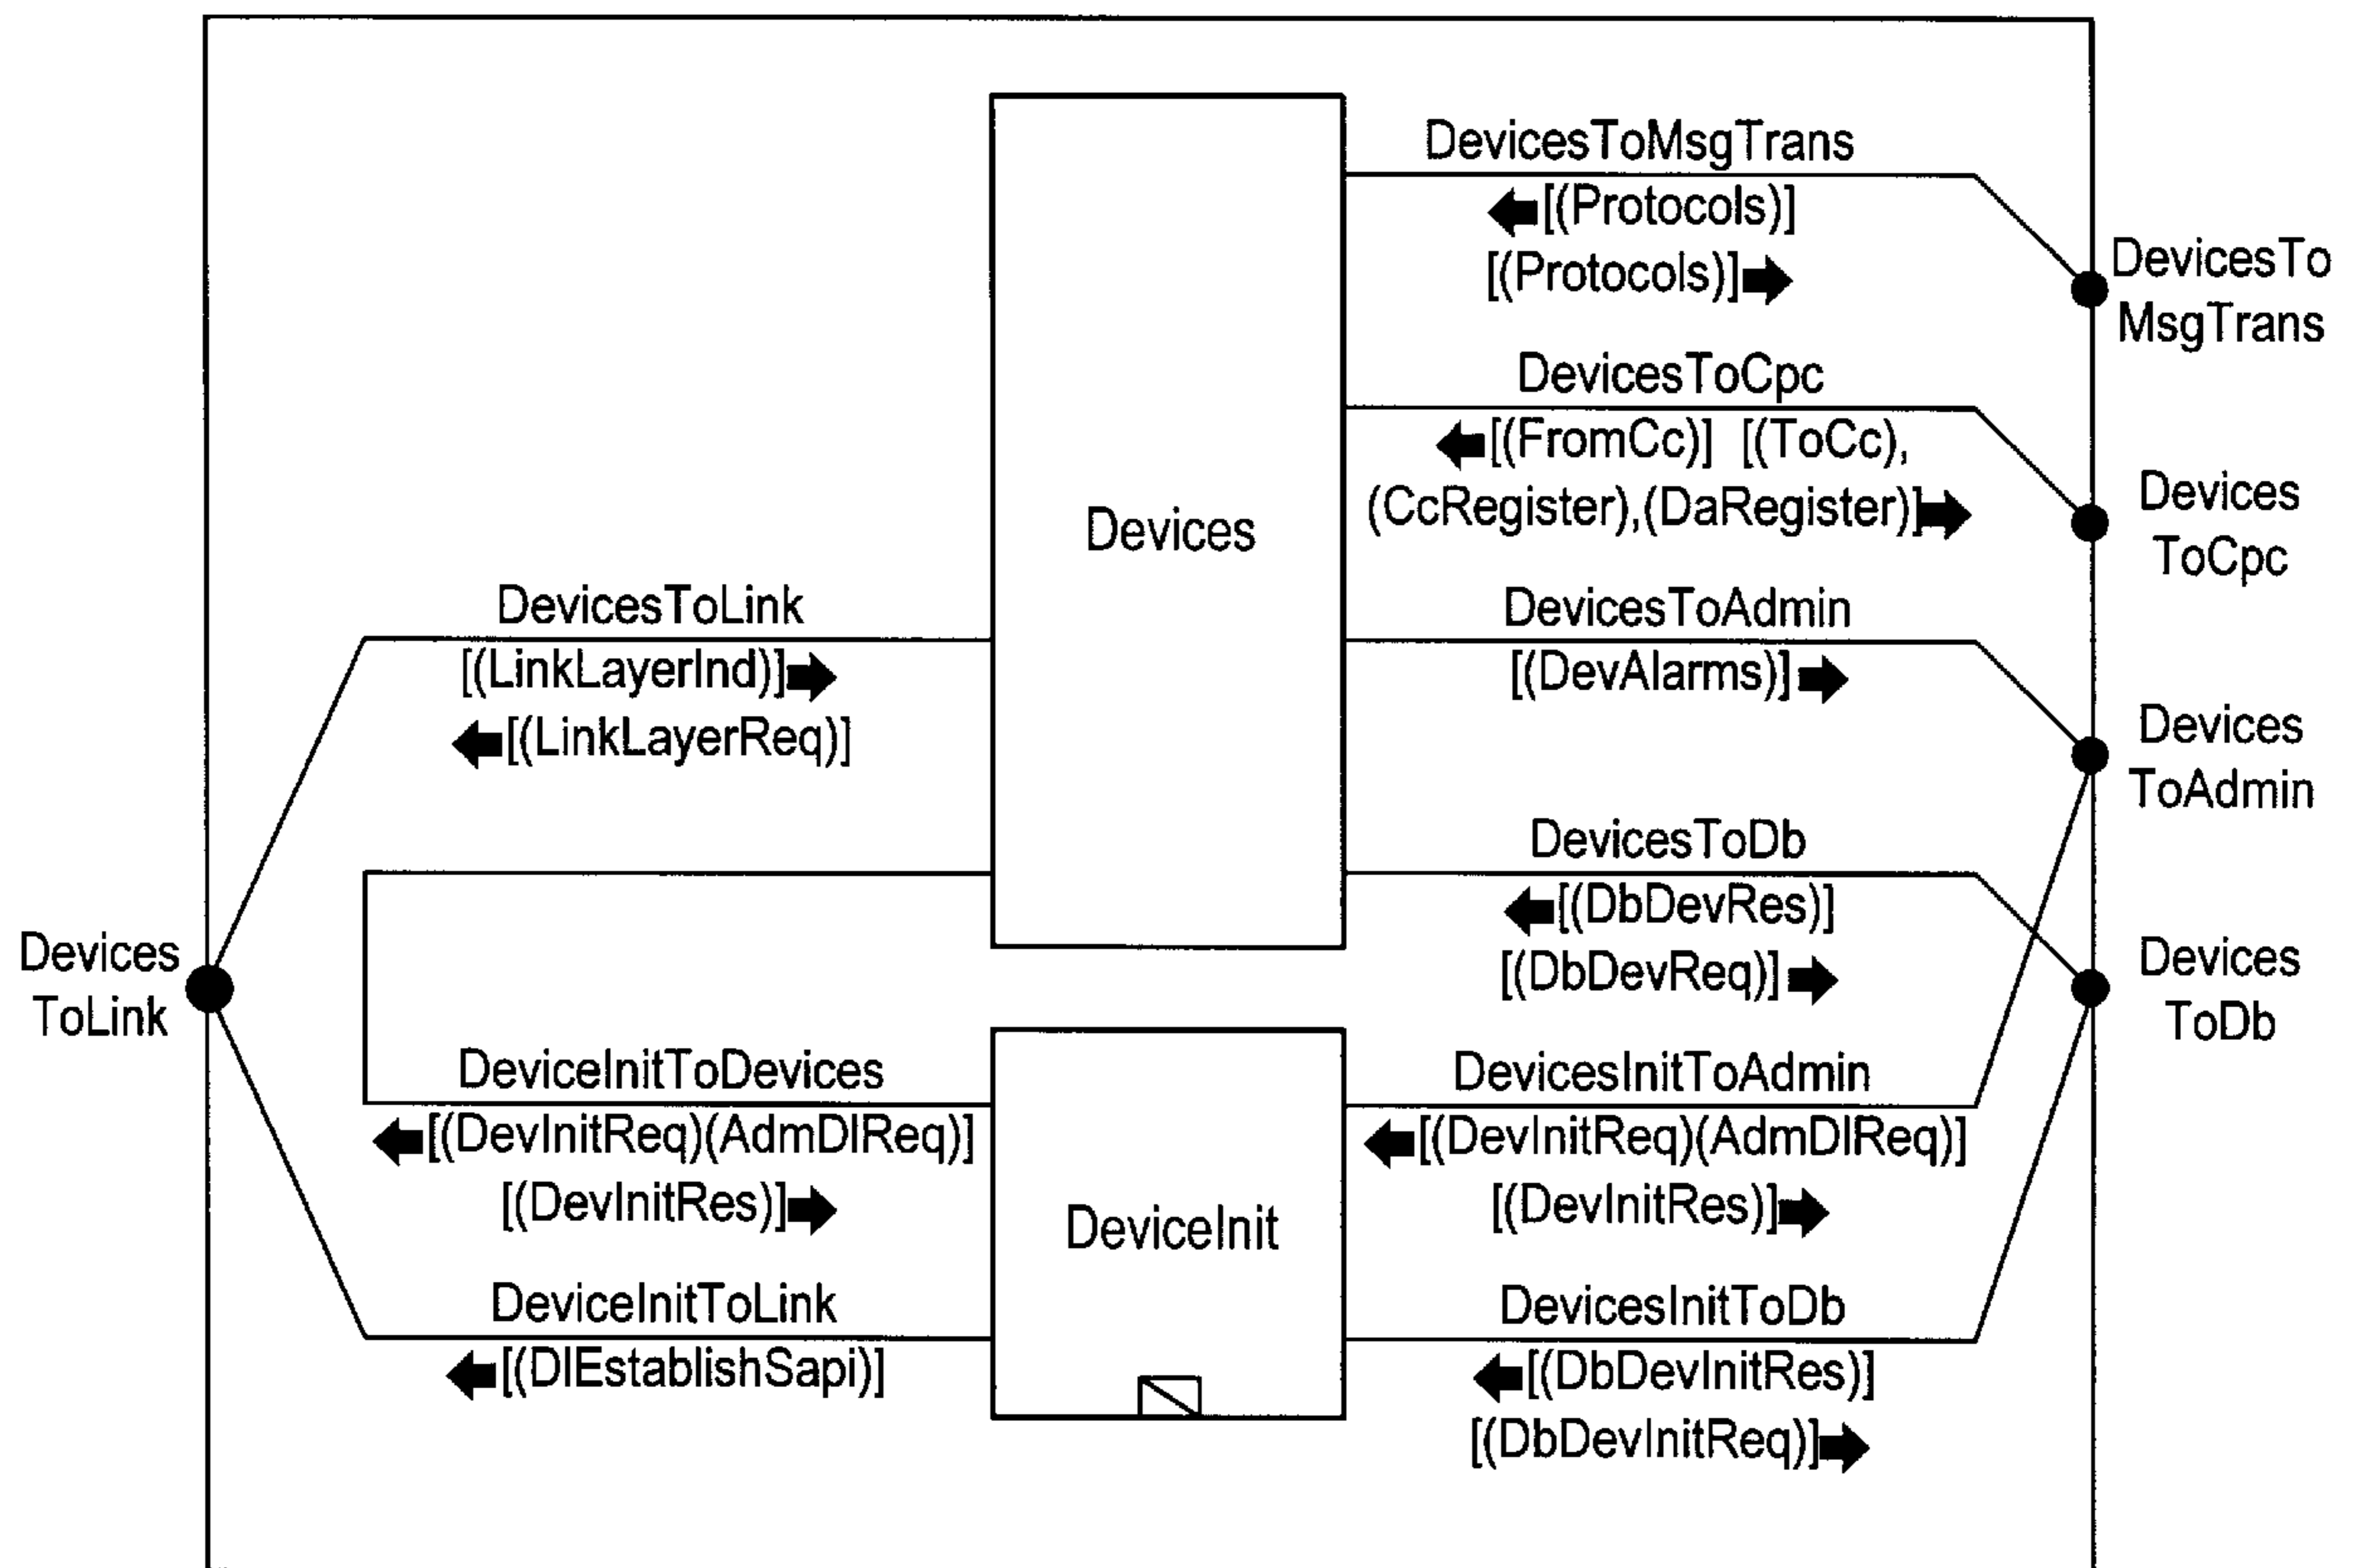 DevicesToMsgTrans
[(Protocols)]
[(Protocols)]
DevicesTo
MsgTrans
DevicesToCpc
[(FromCc)] [(ToCc),
(CcRegister),(DaRegister)]
Devices
ToCpc
Devices
DevicesToLink
[(LinkLayerInd)]
[(LinkLayerReq)]
DevicesToAdmin
[(DevAlarms)]
Devices
ToAdmin
DevicesToDb
[(DbDevRes)]
[(DbDevReq)]
Devices
ToLink
Devices
ToDb
DeviceInitToDevices
[(DevInitReq)(AdmDlReq)]
[(DevInitRes)]
DeviceInit
DevicesInitToAdmin
[(DevInitReq)(AdmDlReq)]
[(DevInitRes)]
DeviceInitToLink
[(DlEstablishSapi)]
DevicesInitToDb
[(DbDevInitRes)]
[(DbDevInitReq)]